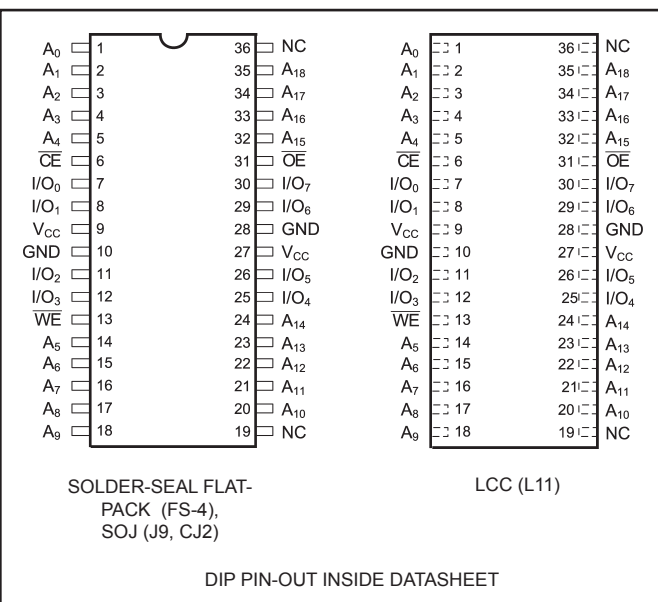 A0 1 36 NC
A1 2 35 A18
A2 3 34 A17
A3 4 33 A16
A4 5 32 A15
C̅E̅ 6 31 O̅E̅
I/O0 7 30 I/O7
I/O1 8 29 I/O6
VCC 9 28 GND
GND 10 27 VCC
I/O2 11 26 I/O5
I/O3 12 25 I/O4
W̅E̅ 13 24 A14
A5 14 23 A13
A6 15 22 A12
A7 16 21 A11
A8 17 20 A10
A9 18 19 NC
SOLDER-SEAL FLAT-
PACK (FS-4),
SOJ (J9, CJ2)
A0 1 36 NC
A1 2 35 A18
A2 3 34 A17
A3 4 33 A16
A4 5 32 A15
C̅E̅ 6 31 O̅E̅
I/O0 7 30 I/O7
I/O1 8 29 I/O6
VCC 9 28 GND
GND 10 27 VCC
I/O2 11 26 I/O5
I/O3 12 25 I/O4
W̅E̅ 13 24 A14
A5 14 23 A13
A6 15 22 A12
A7 16 21 A11
A8 17 20 A10
A9 18 19 NC
LCC (L11)
DIP PIN-OUT INSIDE DATASHEET